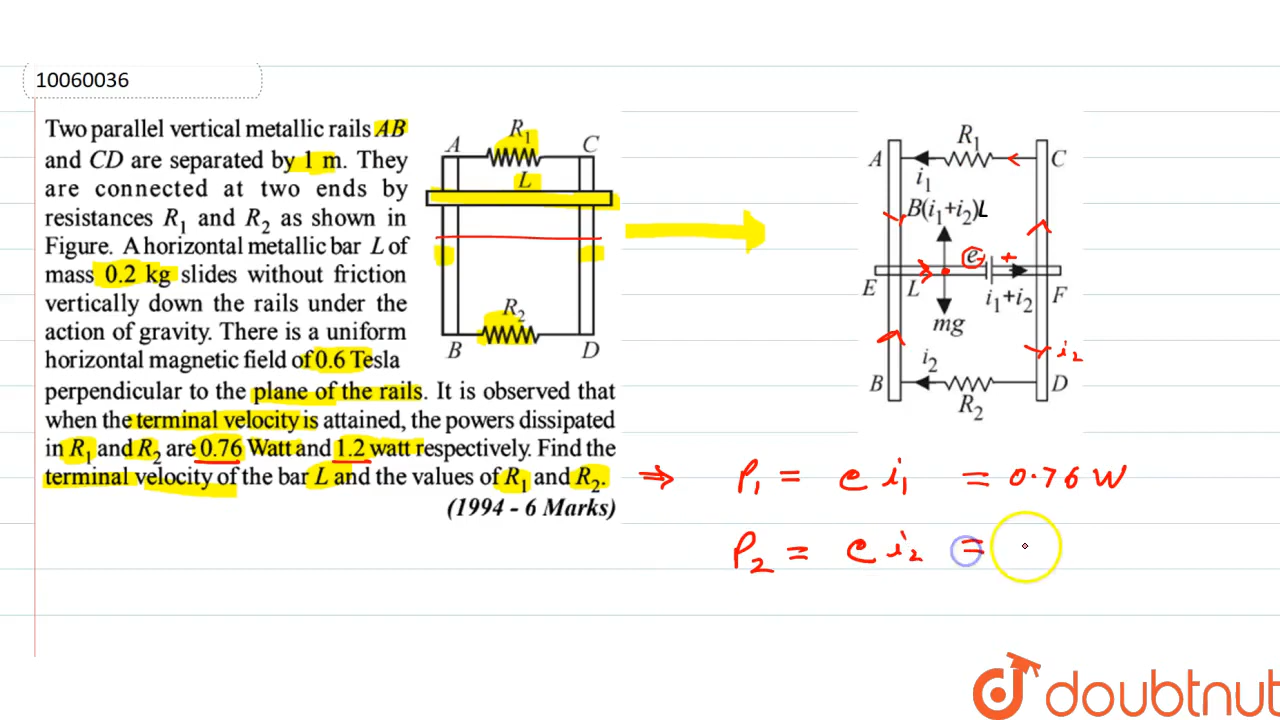 10060036
Two parallel vertical metallic rails AB
and CD are separated by 1 m. They
are connected at two ends by
resistances R₁ and R₂ as shown in
Figure. A horizontal metallic bar L of
mass 0.2 kg slides without friction
vertically down the rails under the
action of gravity. There is a uniform
horizontal magnetic field of 0.6 Tesla
perpendicular to the plane of the rails. It is observed that
when the terminal velocity is attained, the powers dissipated
in R₁ and R₂ are 0.76 Watt and 1.2 watt respectively. Find the
terminal velocity of the bar L and the values of R₁ and R₂.
(1994 - 6 Marks)
A R₁ C
L
R₂
B D
R₁
A C
i₁
B(i₁+i₂)L
e +
E L i₁+i₂ F
mg
i₂ i₂
B D
R₂
P₁ = e i₁ = 0.76 W
P₂ = e i₂ =
doubtnut